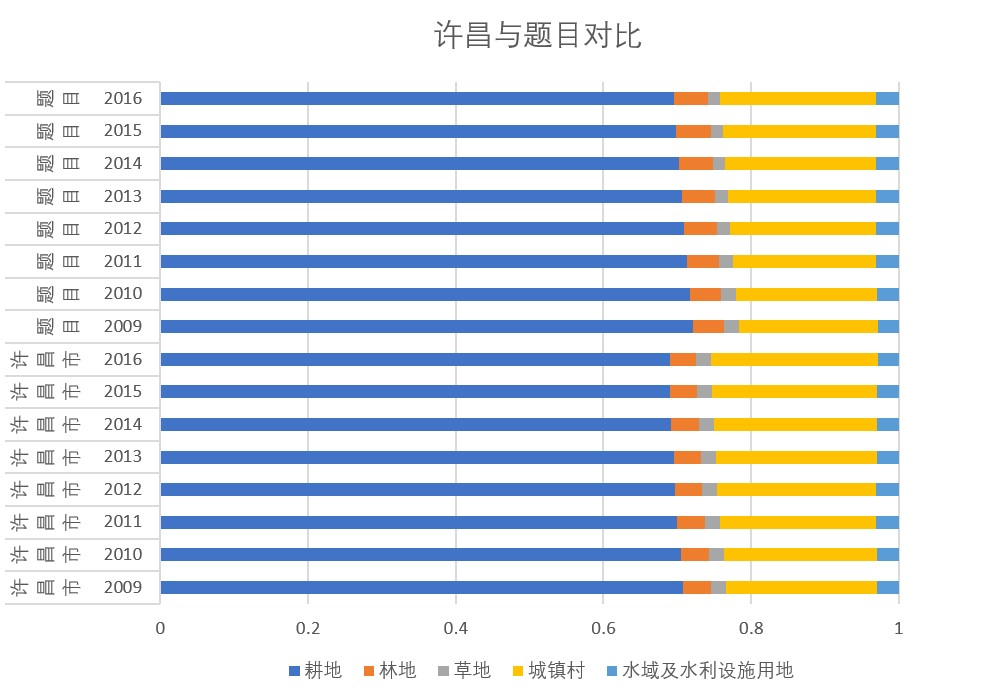 许昌与题目对比
题目 2016
题目 2015
题目 2014
题目 2013
题目 2012
题目 2011
题目 2010
题目 2009
许昌市 2016
许昌市 2015
许昌市 2014
许昌市 2013
许昌市 2012
许昌市 2011
许昌市 2010
许昌市 2009
0 0.2 0.4 0.6 0.8 1
耕地 林地 草地 城镇村 水域及水利设施用地